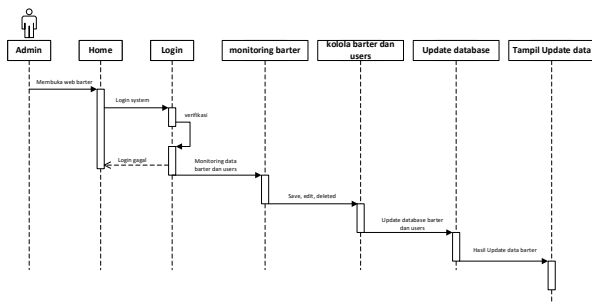 Admin
Home
Login
monitoring barter
kolola barter dan
users
Update database
Tampil Update data
Membuka web barter
Login system
verifikasi
Login gagal
Monitoring data
barter dan users
Save, edit, deleted
Update database barter
dan users
Hasil Update data barter